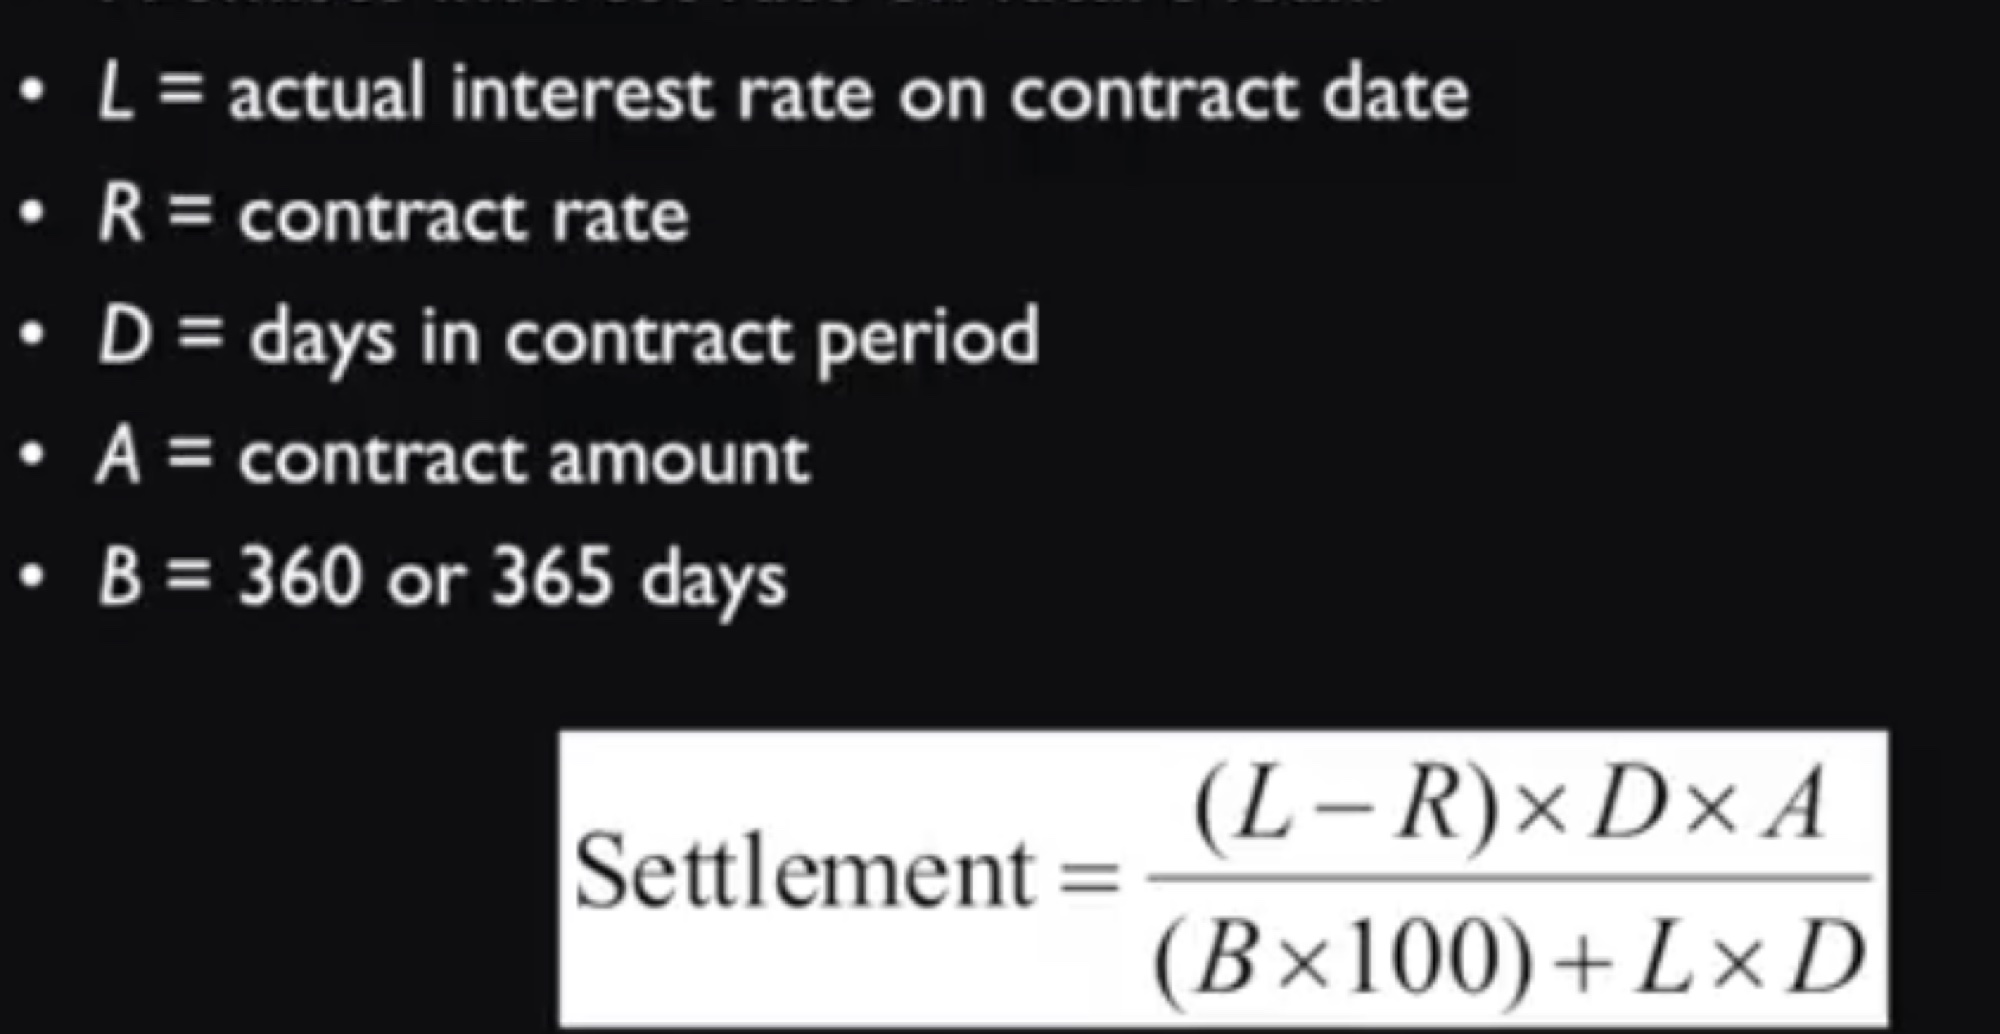 • L = actual interest rate on contract date
• R = contract rate
• D = days in contract period
• A = contract amount
• B = 360 or 365 days
Settlement = (L − R) × D × A / (B × 100) + L × D